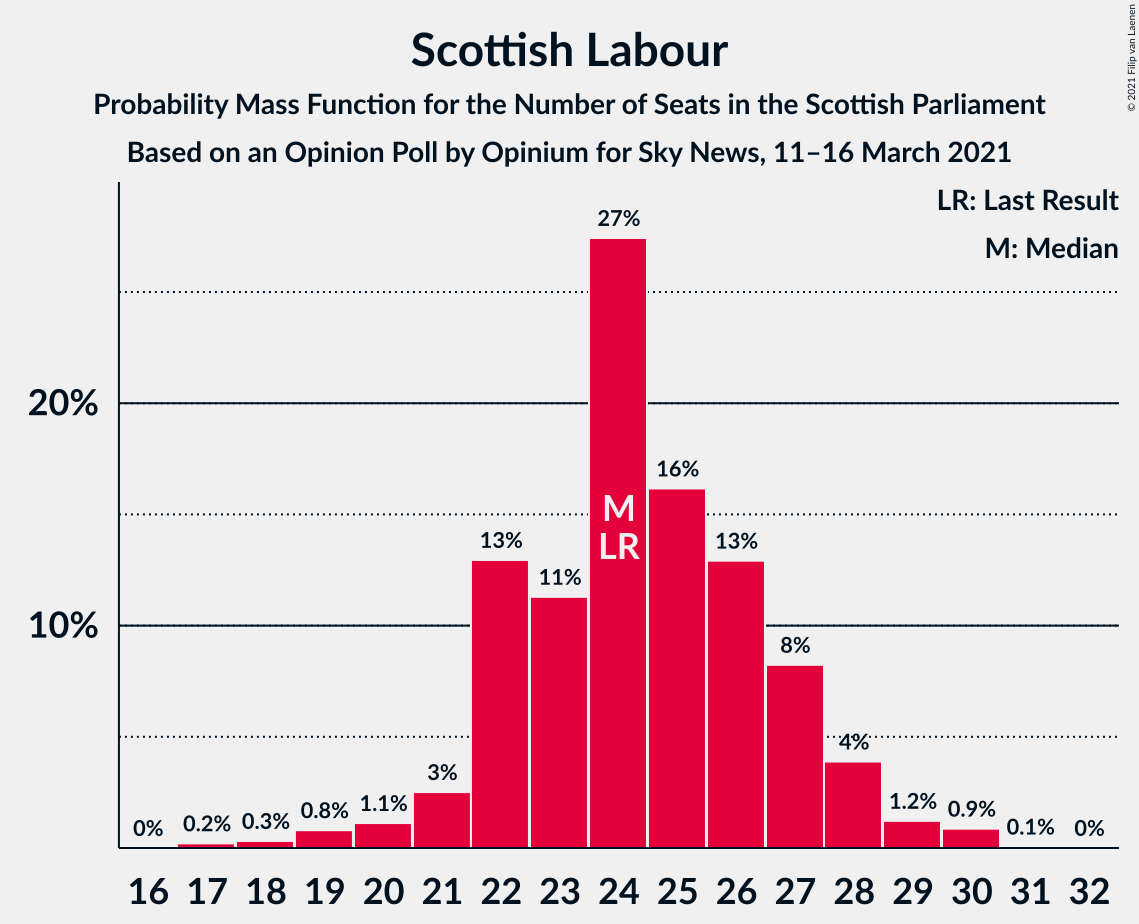 Scottish Labour
Probability Mass Function for the Number of Seats in the Scottish Parliament
Based on an Opinion Poll by Opinium for Sky News, 11–16 March 2021
© 2021 Filip van Laenen
LR: Last Result
M: Median
27%
20%
16%
M
LR
13%
13%
11%
10%
8%
4%
3%
0%
0.2%
0.3%
0.8%
1.1%
1.2%
0.9%
0.1%
0%
16 17 18 19 20 21 22 23 24 25 26 27 28 29 30 31 32